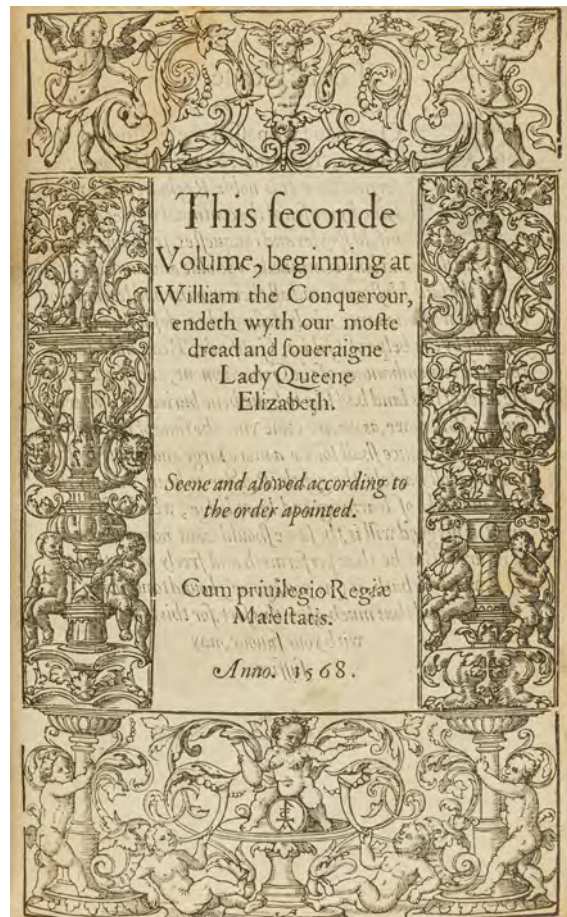 This ſeconde
Volume, beginning at
William the Conquerour,
endeth wyth our moſte
dread and ſoueraigne
Lady Queene
Elizabeth.
Seene and alowed according to
the order apointed.
Cum priuilegio Regiæ
Maieſtatis.
Anno. 1568.